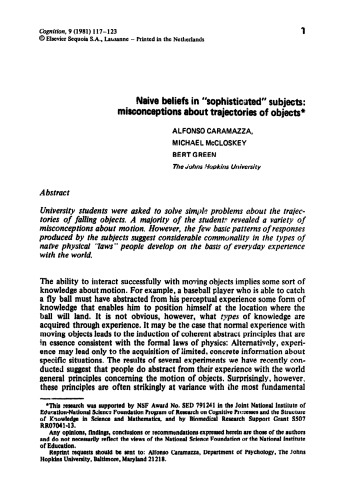 Cognition, 9 (1981) 117-123
1
© Elsevier Sequoia S.A., Lausanne – Printed in the Netherlands
Naive beliefs in "sophisticated" subjects:
misconceptions about trajectories of objects*
ALFONSO CARAMAZZA,
MICHAEL McCLOSKEY
BERT GREEN
The Johns Hopkins University
Abstract
University students were asked to solve simple problems about the trajec-
tories of falling objects. A majority of the students revealed a variety of
misconceptions about motion. However, the few basic patterns of responses
produced by the subjects suggest considerable commonality in the types of
naive physical "laws" people develop on the basis of everyday experience
with the world.
The ability to interact successfully with moving objects implies some sort of
knowledge about motion. For example, a baseball player who is able to catch
a fly ball must have abstracted from his perceptual experience some form of
knowledge that enables him to position himself at the location where the
ball will land. It is not obvious, however, what types of knowledge are
acquired through experience. It may be the case that normal experience with
moving objects leads to the induction of coherent abstract principles that are
in essence consistent with the formal laws of physics: Alternatively, experi-
ence may lead only to the acquisition of limited, concrete information about
specific situations. The results of several experiments we have recently con-
ducted suggest that people do abstract from their experience with the world
general principles concerning the motion of objects. Surprisingly, however,
these principles are often strikingly at variance with the most fundamental
*This research was supported by NSF Award No. SED 791241 in the Joint National Institute of
Education-National Science Foundation Program of Research on Cognitive Processes and the Structure
of Knowledge in Science and Mathematics, and by Biomedical Research Support Grant S507
RR07041-13.
Any opinions, findings, conclusions or recommendations expressed herein are those of the authors
and do not necessarily reflect the views of the National Science Foundation or the National Institute
of Education.
Reprint requests should be sent to: Alfonso Caramazza, Department of Psychology, The Johns
Hopkins University, Baltimore, Maryland 21218.